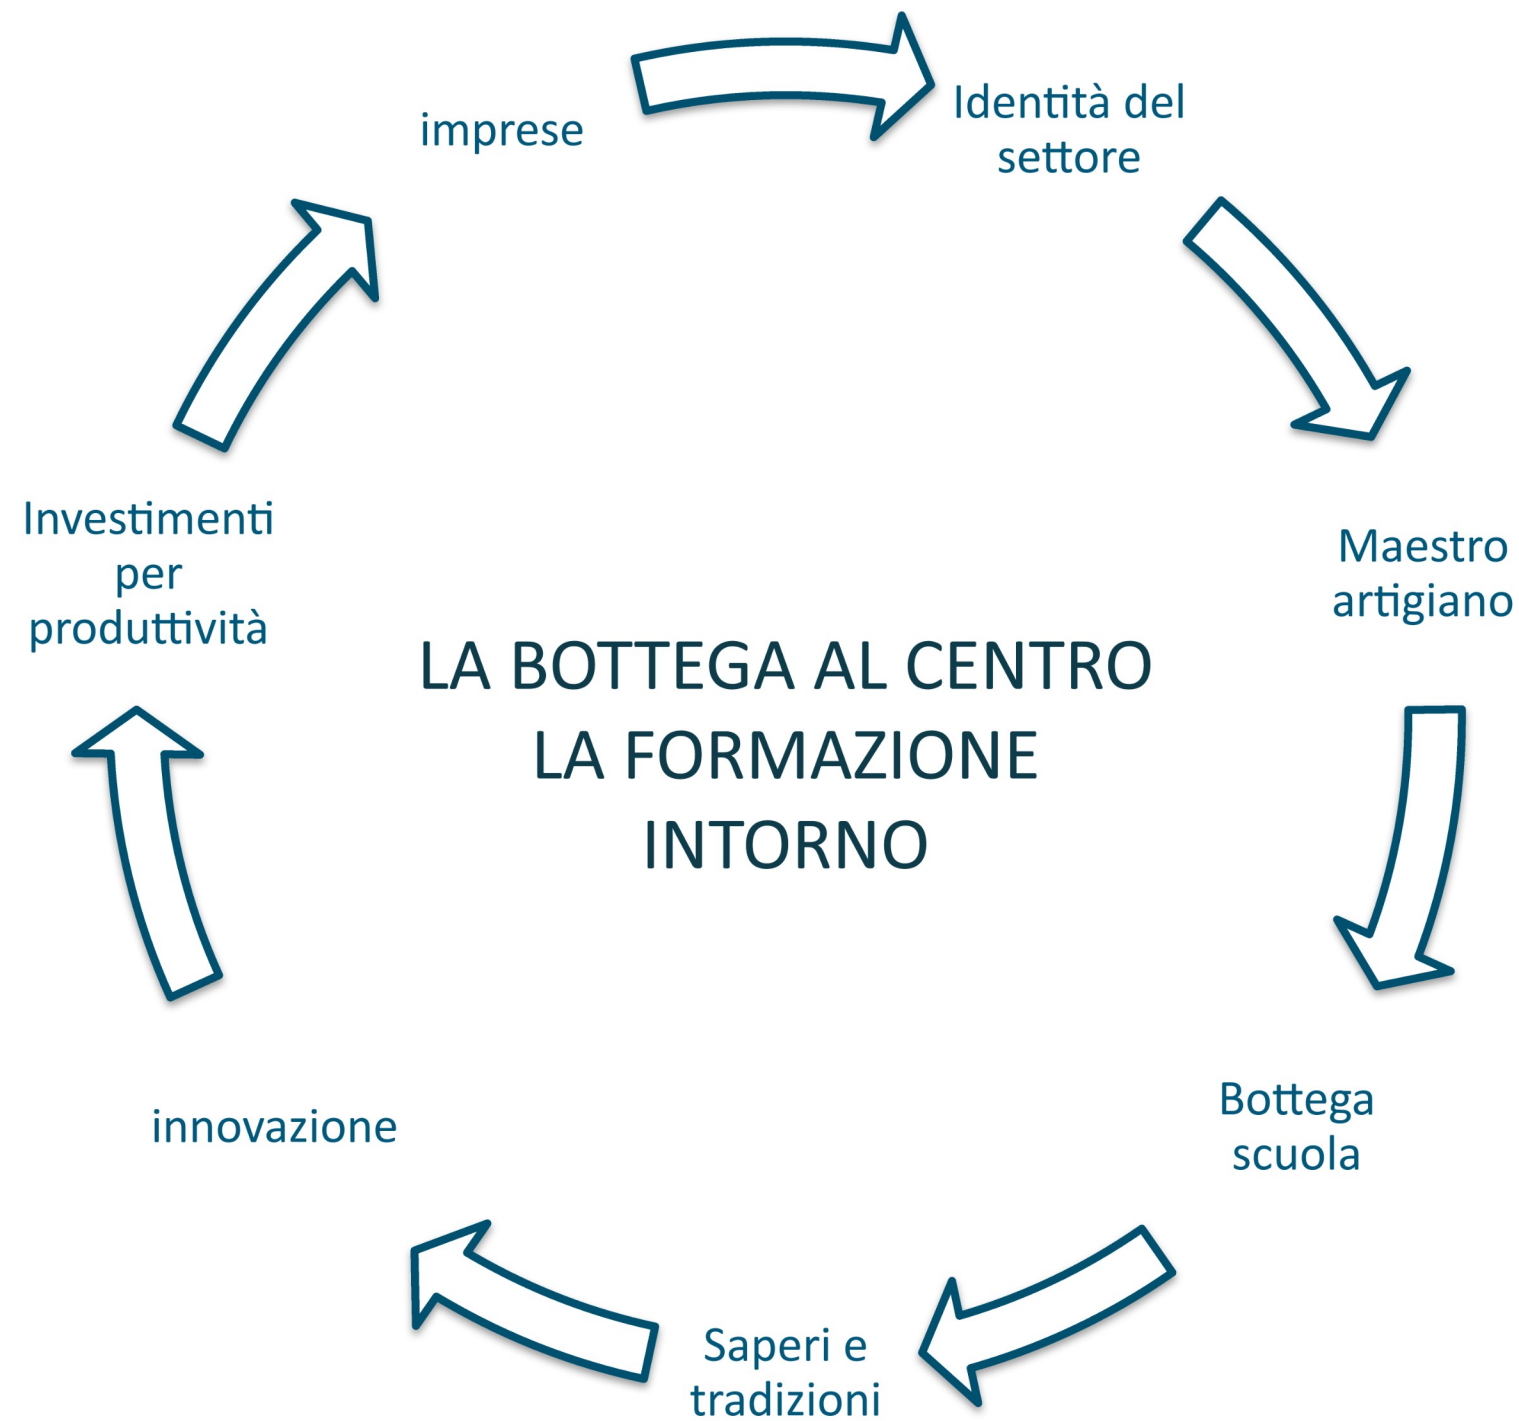 imprese
Identità del
settore
Maestro
artigiano
Bottega
scuola
Saperi e
tradizioni
innovazione
Investimenti
per
produttività
LA BOTTEGA AL CENTRO
LA FORMAZIONE
INTORNO